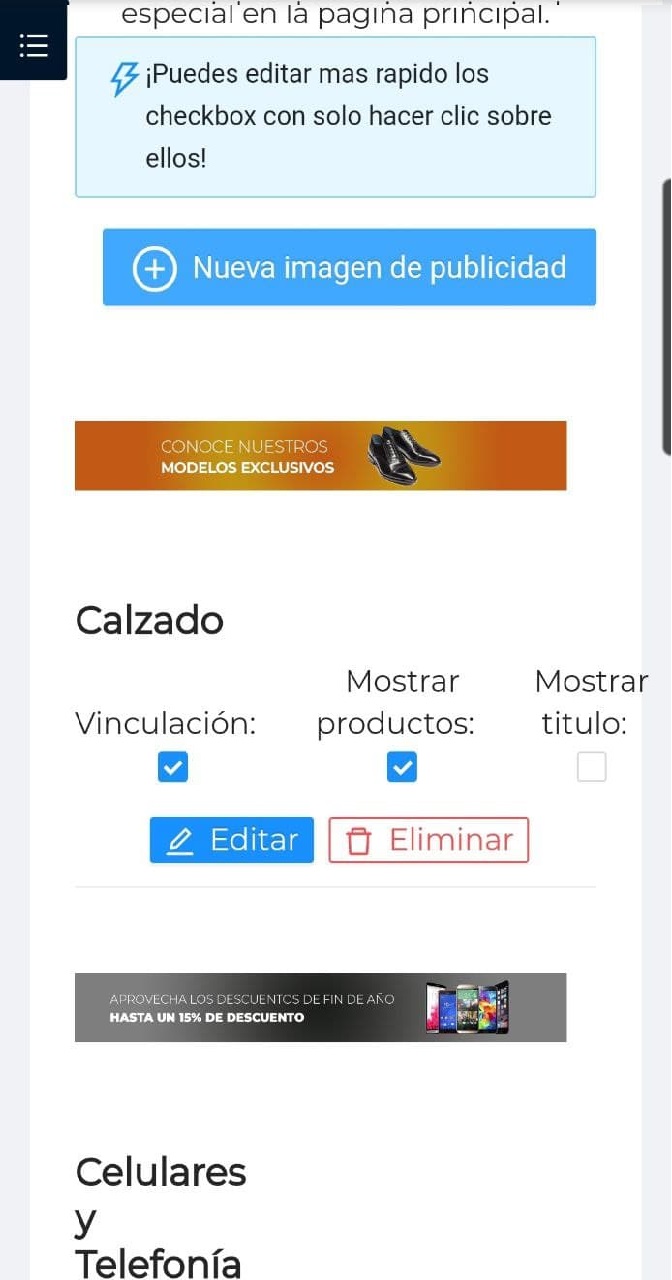 especial en la pagina principal.
¡Puedes editar mas rapido los
checkbox con solo hacer clic sobre
ellos!
Nueva imagen de publicidad
CONOCE NUESTROS
MODELOS EXCLUSIVOS
Calzado
Vinculación:
Mostrar
productos:
Mostrar
titulo:
Editar
Eliminar
APROVECHA LOS DESCUENTOS DE FIN DE AÑO
HASTA UN 15% DE DESCUENTO
Celulares
y
Telefonía